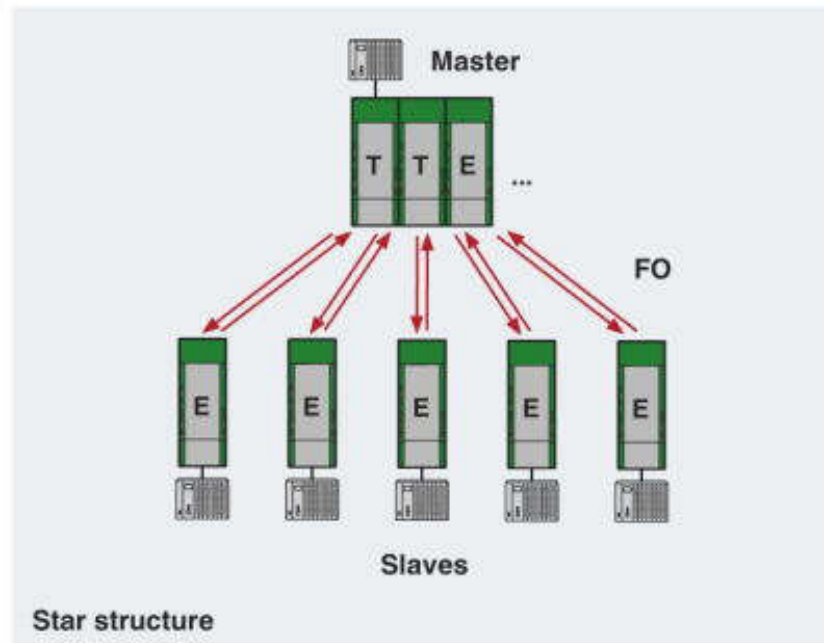 Master
T T E ...
FO
E E E E E
Slaves
Star structure